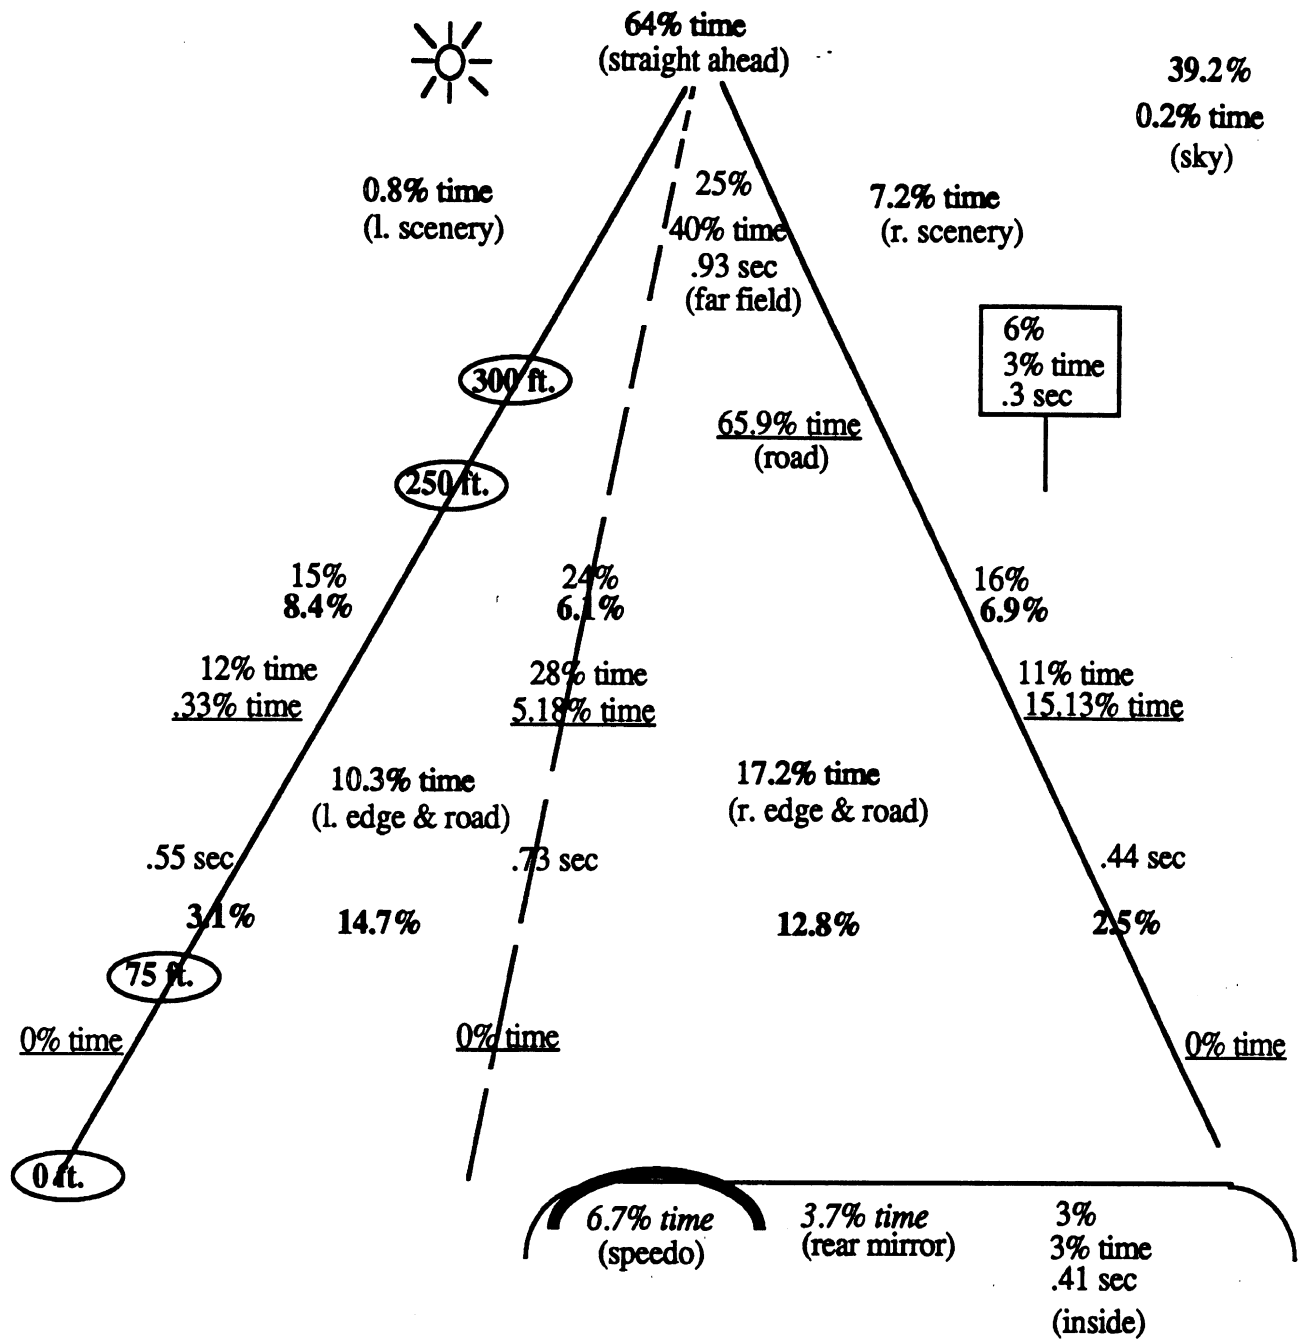 64% time
(straight ahead)
39.2%
0.2% time
(sky)
0.8% time
(l. scenery)
25%
40% time
.93 sec
(far field)
7.2% time
(r. scenery)
6%
3% time
.3 sec
300 ft.
65.9% time
(road)
250 ft.
15%
8.4%
24%
6.1%
16%
6.9%
12% time
.33% time
28% time
5.18% time
11% time
15.13% time
10.3% time
(l. edge & road)
17.2% time
(r. edge & road)
.55 sec
.73 sec
.44 sec
3.1%
14.7%
12.8%
2.5%
75 ft.
0% time
0% time
0% time
0 ft.
6.7% time
(speedo)
3.7% time
(rear mirror)
3%
3% time
.41 sec
(inside)